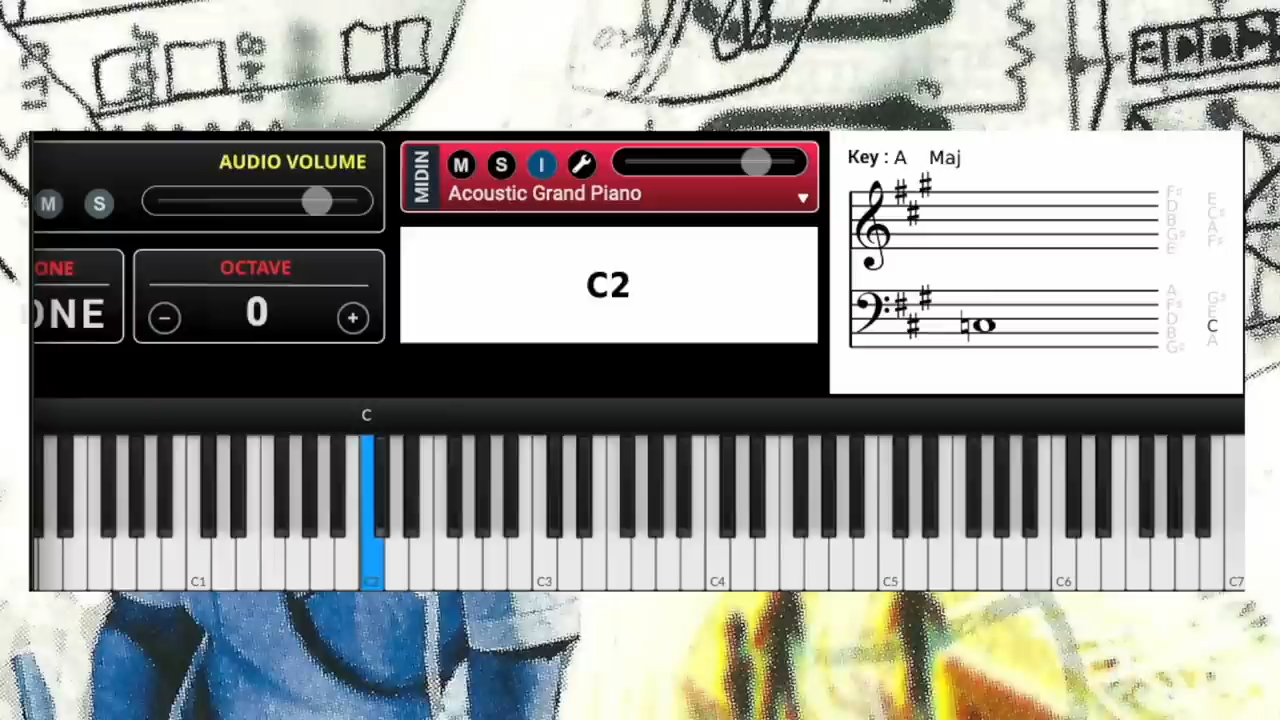 AUDIO VOLUME
M S
MIDIN
M S I
Acoustic Grand Piano
ONE
ONE
OCTAVE
− 0 +
C2
Key : A Maj
F♯
D
B
G♯
E
E
C♯
A
F♯
A
F♯
D
B
G♯
G♯
E
C
A
C
C1 C2 C3 C4 C5 C6 C7